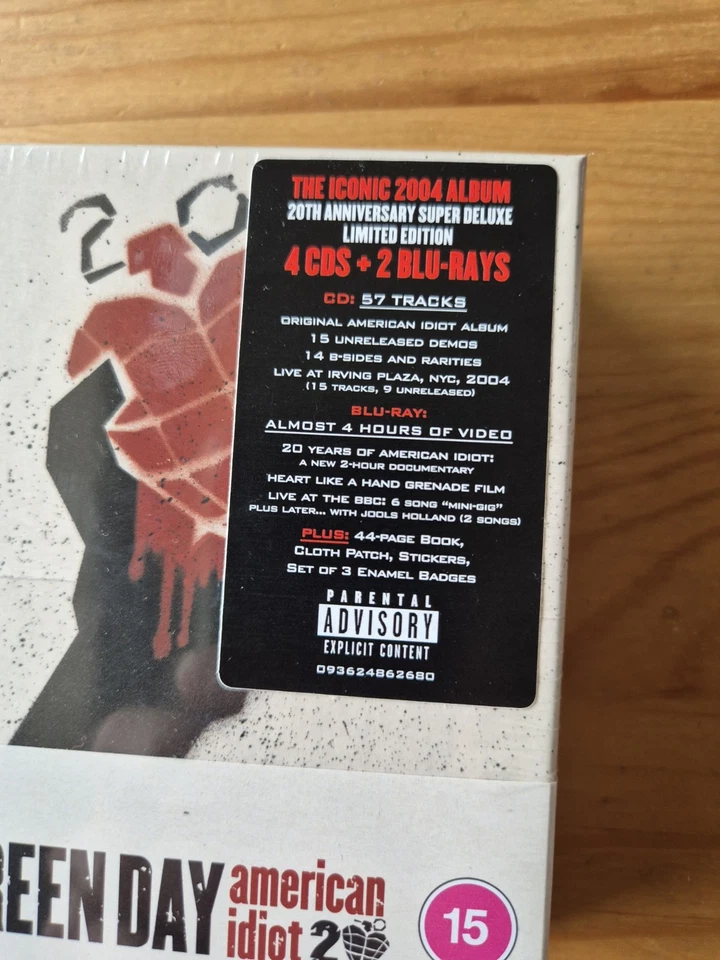 20
THE ICONIC 2004 ALBUM
20TH ANNIVERSARY SUPER DELUXE
LIMITED EDITION
4 CDS + 2 BLU-RAYS
CD: 57 TRACKS
ORIGINAL AMERICAN IDIOT ALBUM
15 UNRELEASED DEMOS
14 B-SIDES AND RARITIES
LIVE AT IRVING PLAZA, NYC, 2004
(15 TRACKS, 9 UNRELEASED)
BLU-RAY:
ALMOST 4 HOURS OF VIDEO
20 YEARS OF AMERICAN IDIOT:
A NEW 2-HOUR DOCUMENTARY
HEART LIKE A HAND GRENADE FILM
LIVE AT THE BBC: 6 SONG "MINI-GIG"
PLUS LATER... WITH JOOLS HOLLAND (2 SONGS)
PLUS: 44-PAGE BOOK,
CLOTH PATCH, STICKERS,
SET OF 3 ENAMEL BADGES
PARENTAL
ADVISORY
EXPLICIT CONTENT
093624862680
REEN DAY american
idiot 2
15